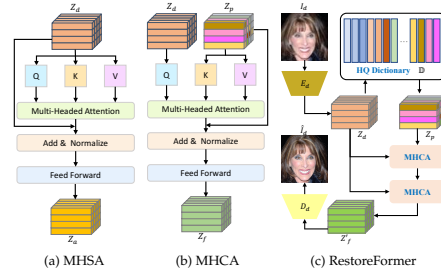 Z_d
Q
K
V
Multi-Headed Attention
Add & Normalize
Feed Forward
Z_a
(a) MHSA
Z_d
Z_p
Q
K
V
Multi-Headed Attention
Add & Normalize
Feed Forward
Z_f
(b) MHCA
I_d
E_d
HQ Dictionary 𝔻
Z_d
Z_p
Î_d
MHCA
MHCA
D_d
Z'_f
(c) RestoreFormer